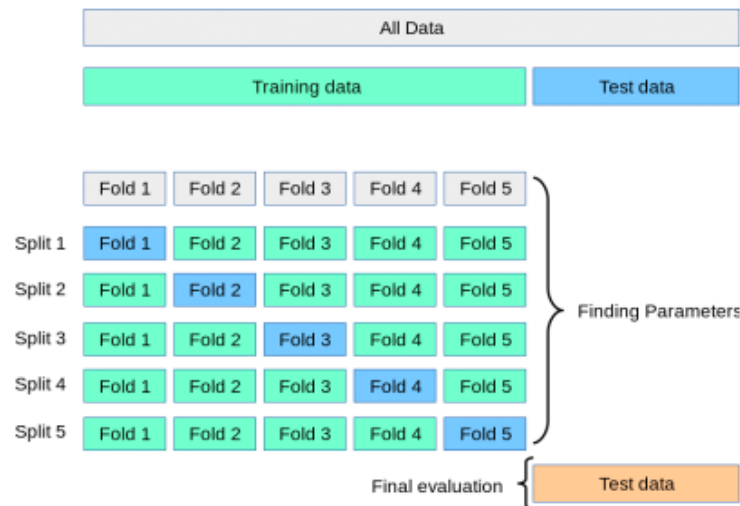 All Data
Training data Test data
Fold 1 Fold 2 Fold 3 Fold 4 Fold 5
Split 1 Fold 1 Fold 2 Fold 3 Fold 4 Fold 5
Split 2 Fold 1 Fold 2 Fold 3 Fold 4 Fold 5
Finding Parameters
Split 3 Fold 1 Fold 2 Fold 3 Fold 4 Fold 5
Split 4 Fold 1 Fold 2 Fold 3 Fold 4 Fold 5
Split 5 Fold 1 Fold 2 Fold 3 Fold 4 Fold 5
Final evaluation Test data